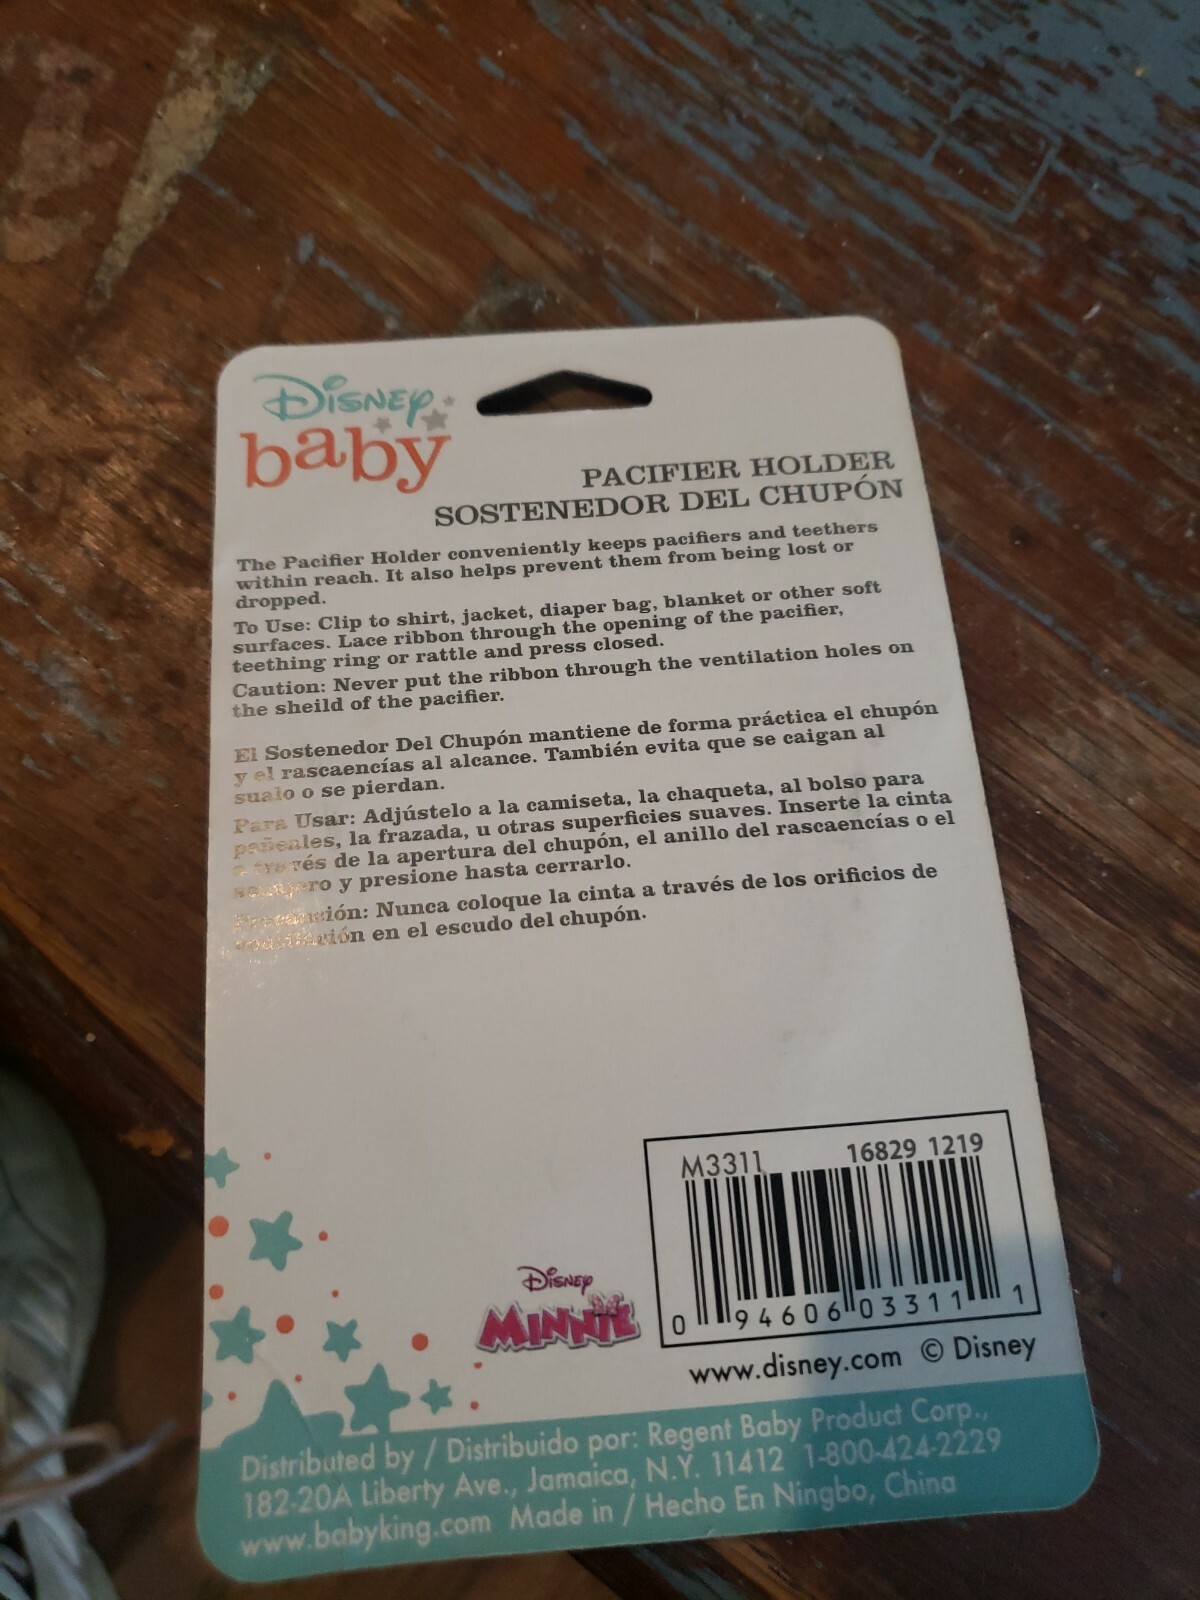 Disney
baby
PACIFIER HOLDER
SOSTENEDOR DEL CHUPÓN
The Pacifier Holder conveniently keeps pacifiers and teethers
within reach. It also helps prevent them from being lost or
dropped.
To Use: Clip to shirt, jacket, diaper bag, blanket or other soft
surfaces. Lace ribbon through the opening of the pacifier,
teething ring or rattle and press closed.
Caution: Never put the ribbon through the ventilation holes on
the sheild of the pacifier.
El Sostenedor Del Chupón mantiene de forma práctica el chupón
y el rascaencías al alcance. También evita que se caigan al
sualo o se pierdan.
Para Usar: Adjústelo a la camiseta, la chaqueta, al bolso para
pañeales, la frazada, u otras superficies suaves. Inserte la cinta
a través de la apertura del chupón, el anillo del rascaencías o el
sonajero y presione hasta cerrarlo.
Precaución: Nunca coloque la cinta a través de los orificios de
en el escudo del chupón.
M3311 16829 1219
0 94606 03311 1
Disney
MINNIE
www.disney.com © Disney
Distributed by / Distribuido por: Regent Baby Product Corp.,
182-20A Liberty Ave., Jamaica, N.Y. 11412 1-800-424-2229
www.babyking.com Made in / Hecho En Ningbo, China